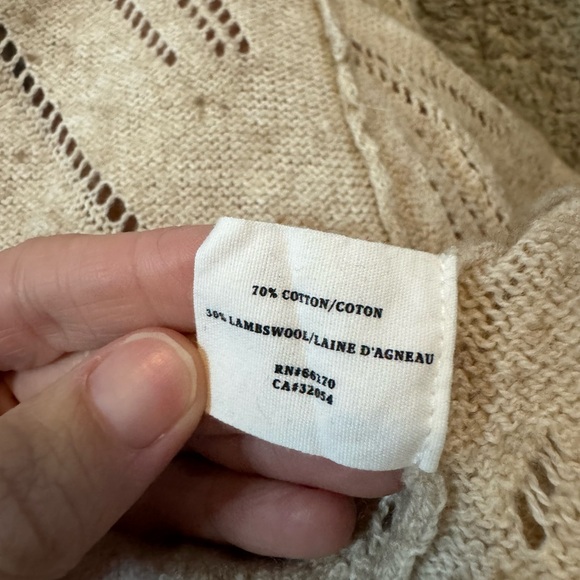 70% COTTON/COTON
30% LAMBSWOOL/LAINE D'AGNEAU
RN#66170
CA#32054